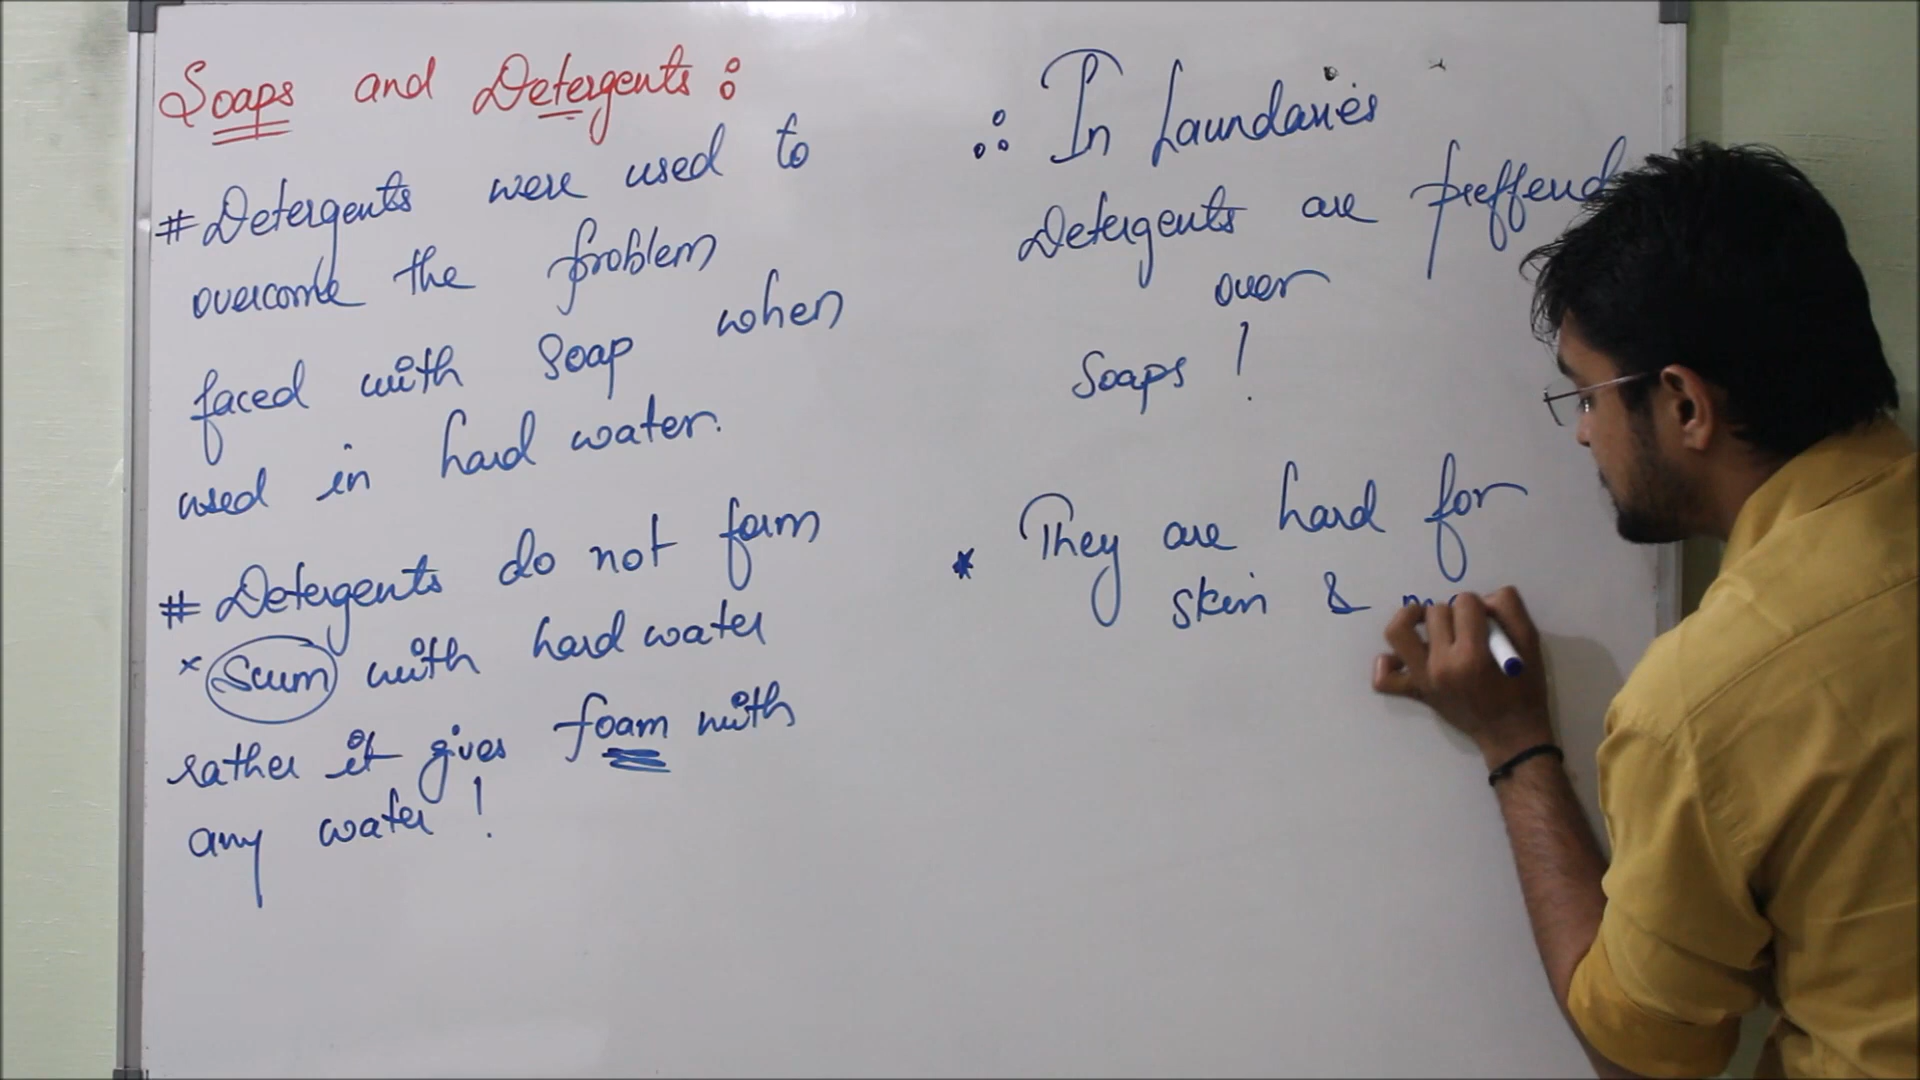 Soaps and Detergents :
# Detergents were used to
overcome the problem
faced with soap when
used in hard water.
# Detergents do not form
× Scum with hard water
rather it gives foam with
any water !
∴ In Laundaries
Detergents are
over
Soaps !
* They are hard for
skin &